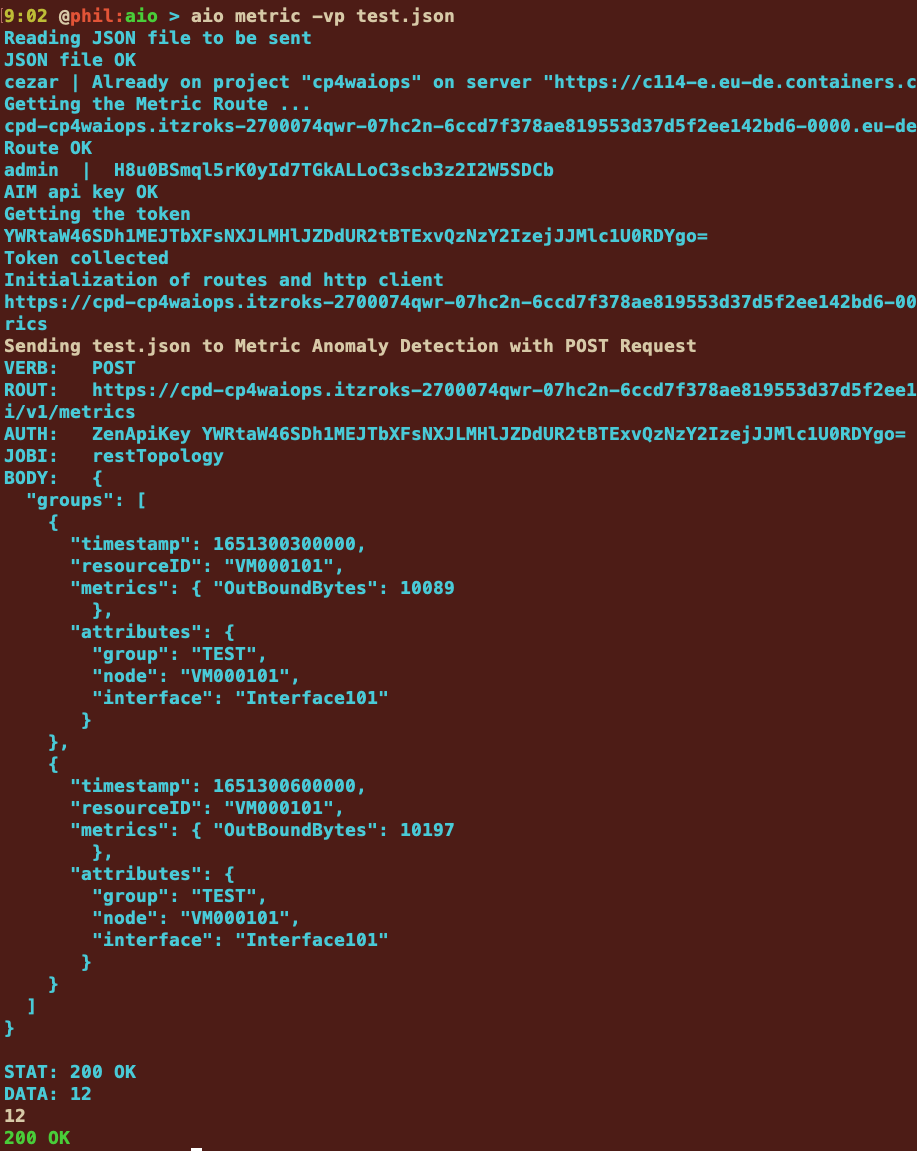 9:02 @phil:aio > aio metric -vp test.json
Reading JSON file to be sent
JSON file OK
cezar | Already on project "cp4waiops" on server "https://c114-e.eu-de.containers.c
Getting the Metric Route ...
cpd-cp4waiops.itzroks-2700074qwr-07hc2n-6ccd7f378ae819553d37d5f2ee142bd6-0000.eu-de
Route OK
admin  |  H8u0BSmql5rK0yId7TGkALLoC3scb3z2I2W5SDCb
AIM api key OK
Getting the token
YWRtaW46SDh1MEJTbXFsNXJLMHlJZDdUR2tBTExvQzNzY2IzejJJMlc1U0RDYgo=
Token collected
Initialization of routes and http client
https://cpd-cp4waiops.itzroks-2700074qwr-07hc2n-6ccd7f378ae819553d37d5f2ee142bd6-00
rics
Sending test.json to Metric Anomaly Detection with POST Request
VERB:   POST
ROUT:   https://cpd-cp4waiops.itzroks-2700074qwr-07hc2n-6ccd7f378ae819553d37d5f2ee1
i/v1/metrics
AUTH:   ZenApiKey YWRtaW46SDh1MEJTbXFsNXJLMHlJZDdUR2tBTExvQzNzY2IzejJJMlc1U0RDYgo=
JOBI:   restTopology
BODY:   {
  "groups": [
    {
      "timestamp": 1651300300000,
      "resourceID": "VM000101",
      "metrics": { "OutBoundBytes": 10089
        },
      "attributes": {
        "group": "TEST",
        "node": "VM000101",
        "interface": "Interface101"
       }
    },
    {
      "timestamp": 1651300600000,
      "resourceID": "VM000101",
      "metrics": { "OutBoundBytes": 10197
        },
      "attributes": {
        "group": "TEST",
        "node": "VM000101",
        "interface": "Interface101"
       }
    }
  ]
}
STAT: 200 OK
DATA: 12
12
200 OK